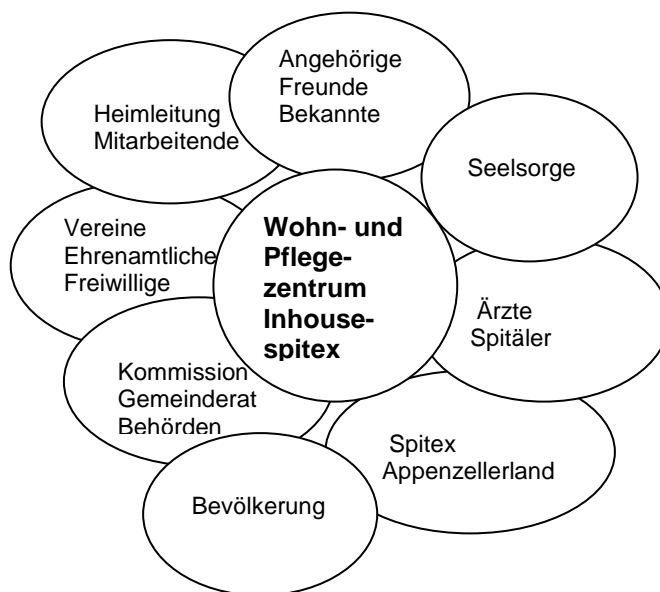 Angehörige
Freunde
Bekannte
Heimleitung
Mitarbeitende
Seelsorge
Vereine
Ehrenamtliche
Freiwillige
Wohn- und
Pflege-
zentrum
Inhouse-
spitex
Ärzte
Spitäler
Kommission
Gemeinderat
Behörden
Spitex
Appenzellerland
Bevölkerung